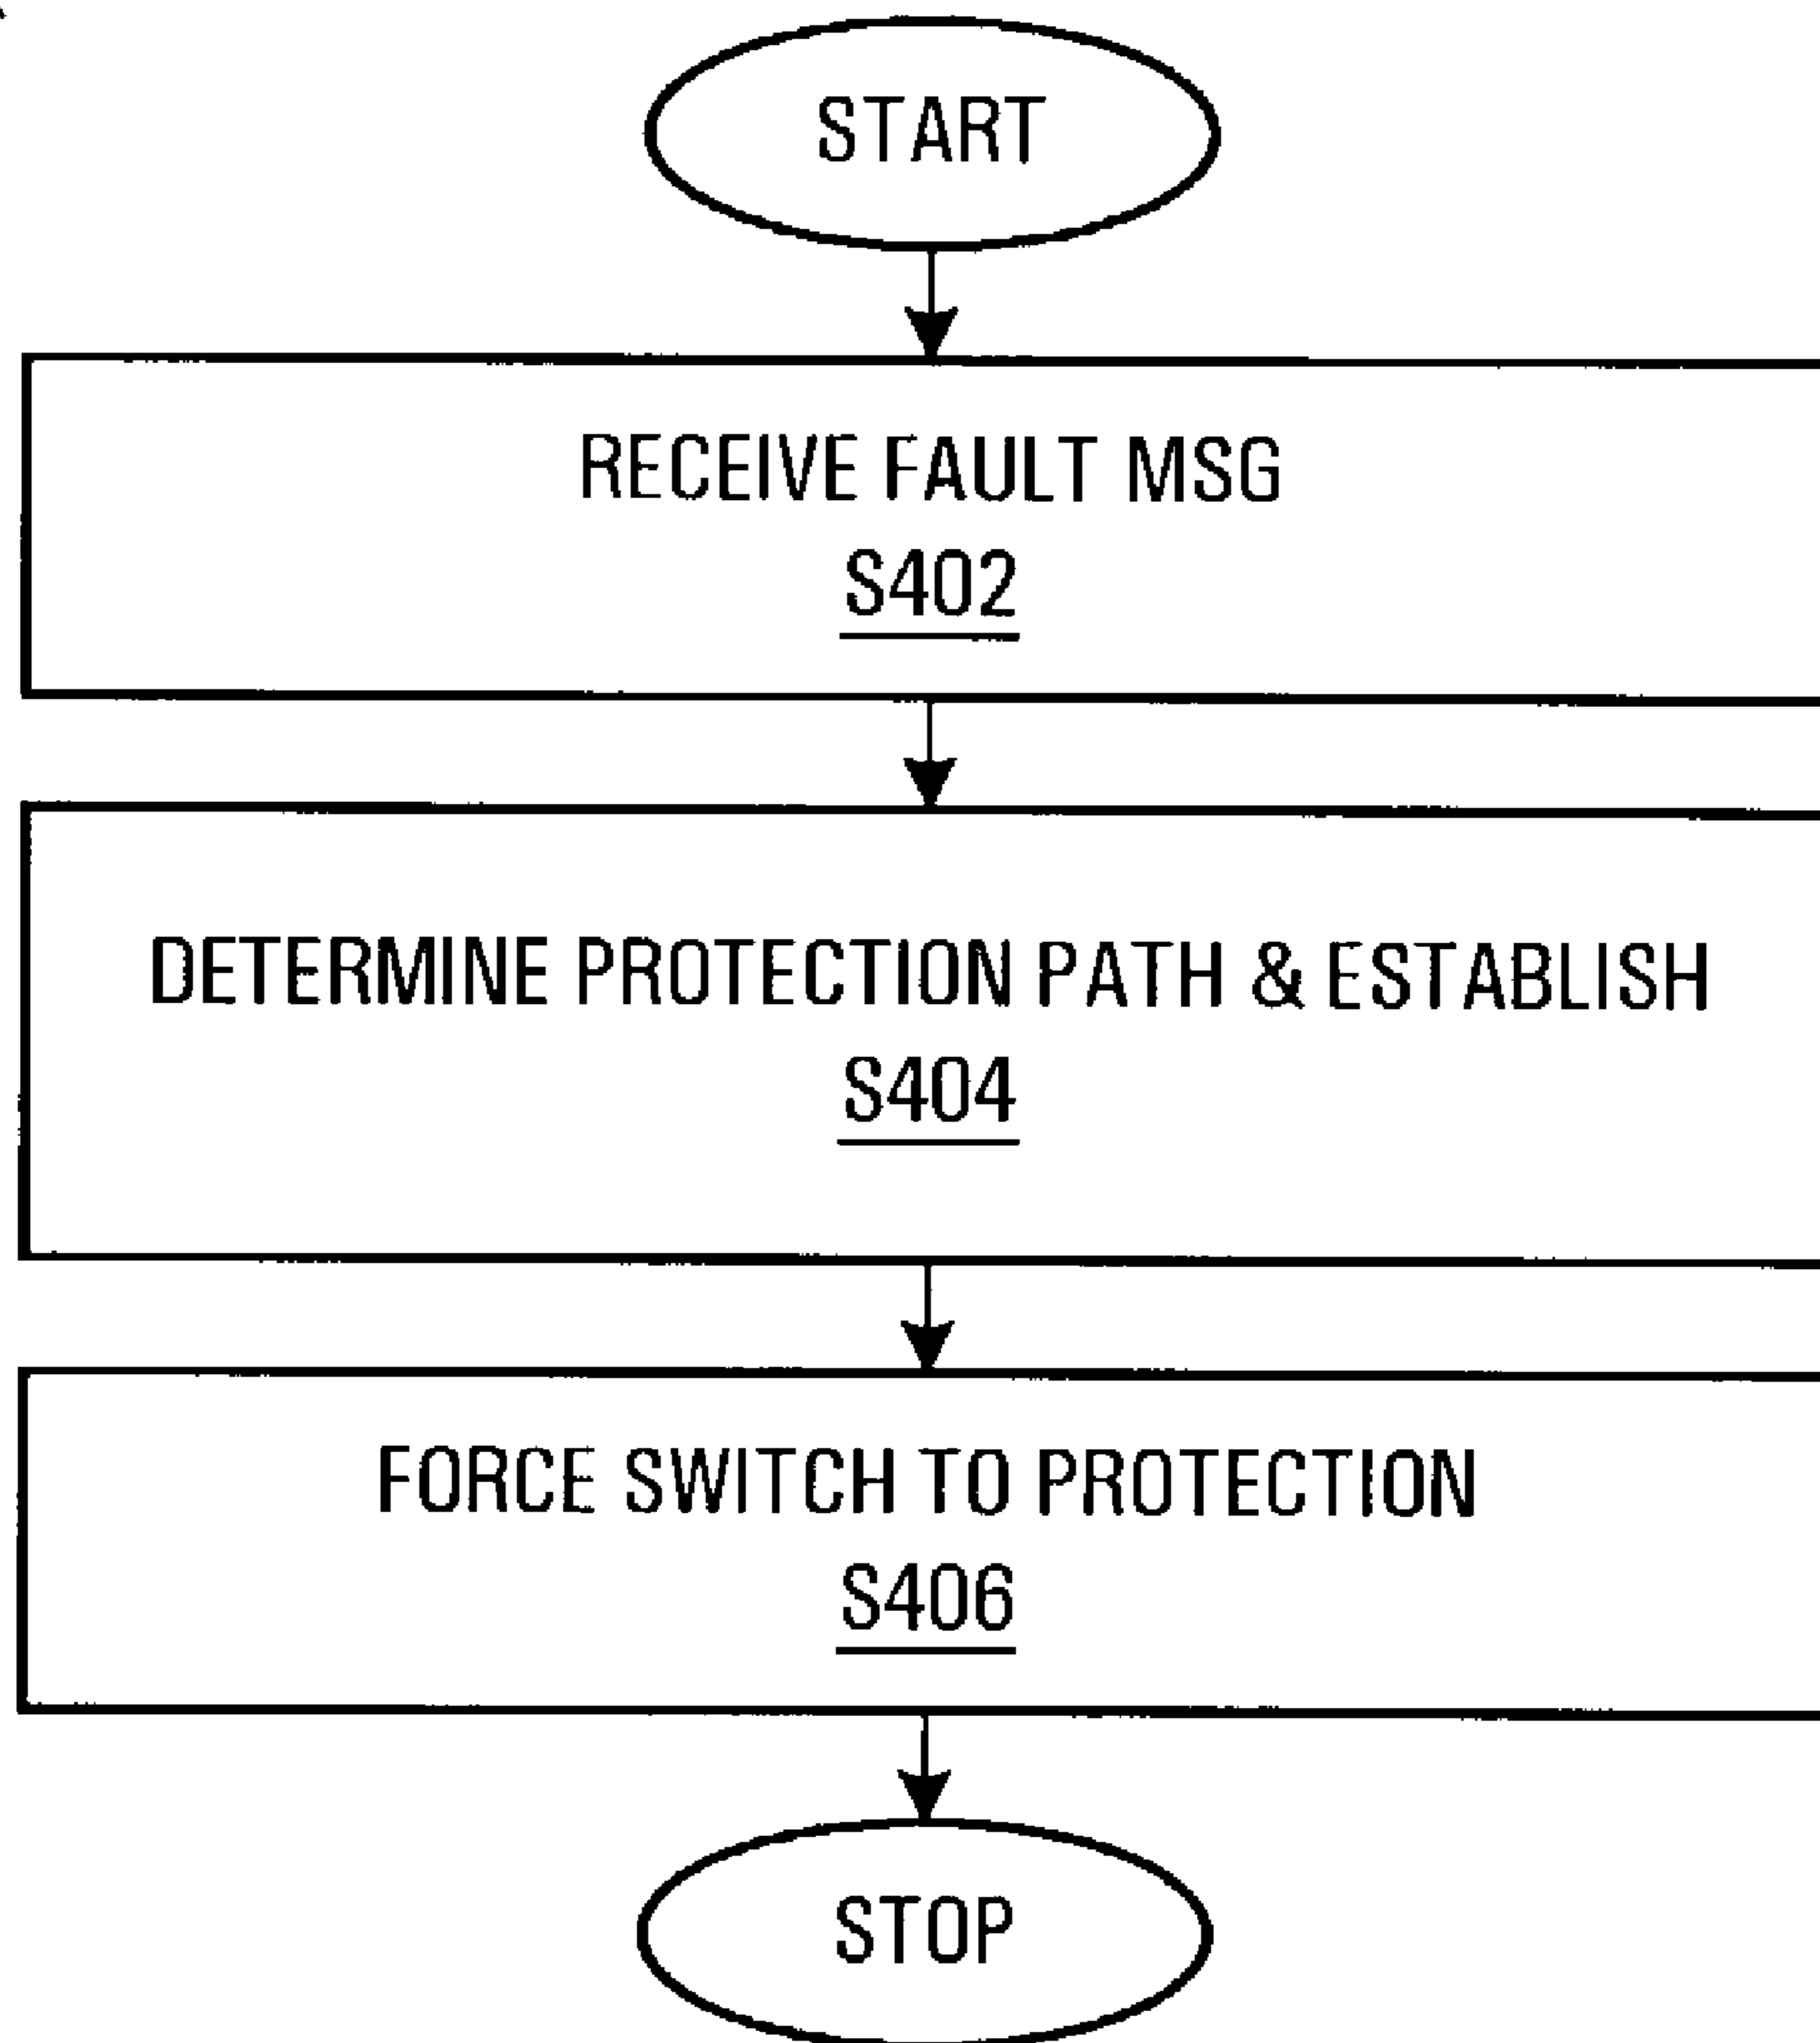 START
RECEIVE FAULT MSG
S402
DETERMINE PROTECTION PATH & ESTABLISH
S404
FORCE SWITCH TO PROTECTION
S406
STOP